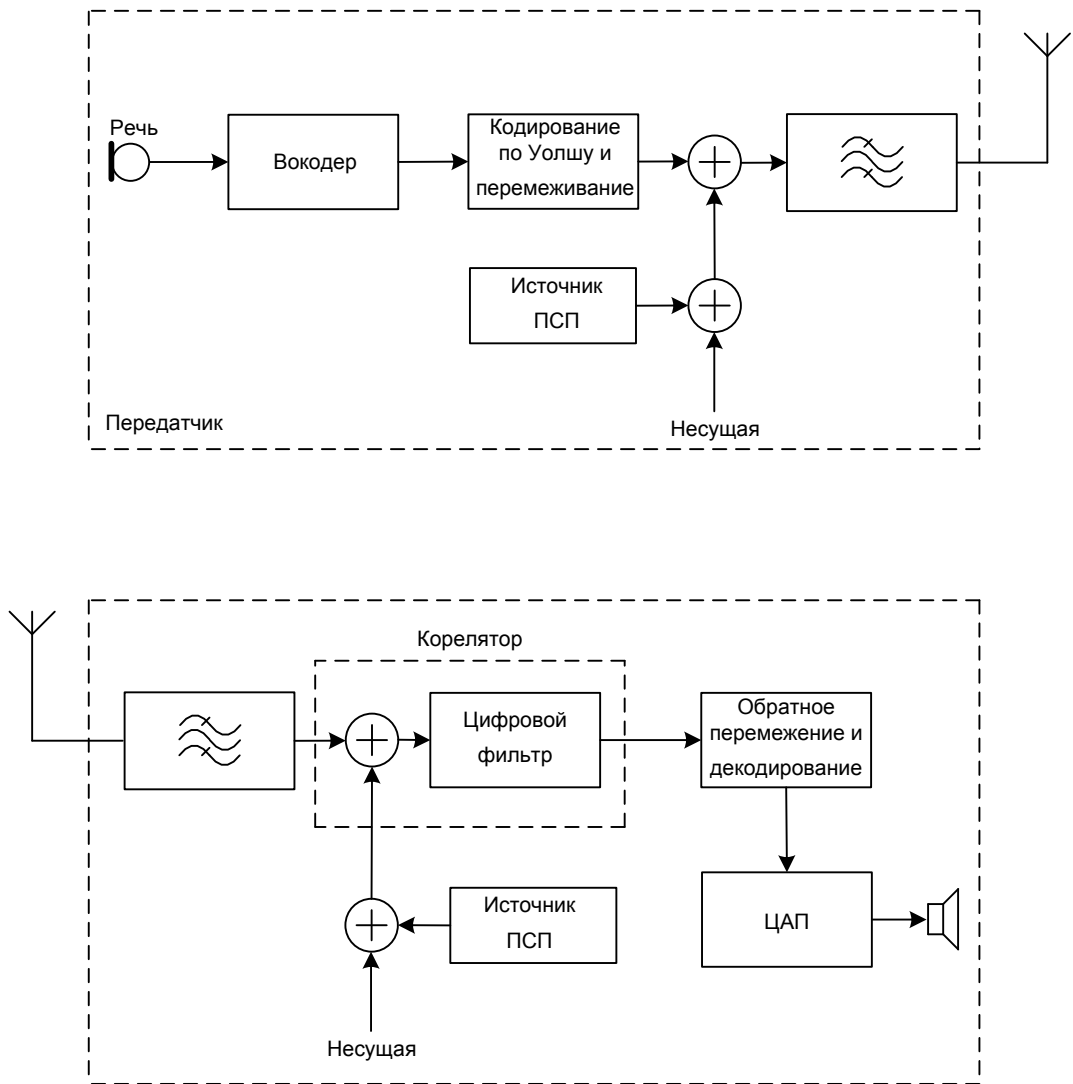 Речь
Вокодер
Кодирование
по Уолшу и
перемеживание
Источник
ПСП
Несущая
Передатчик
Корелятор
Цифровой
фильтр
Обратное
перемежение и
декодирование
Источник
ПСП
ЦАП
Несущая